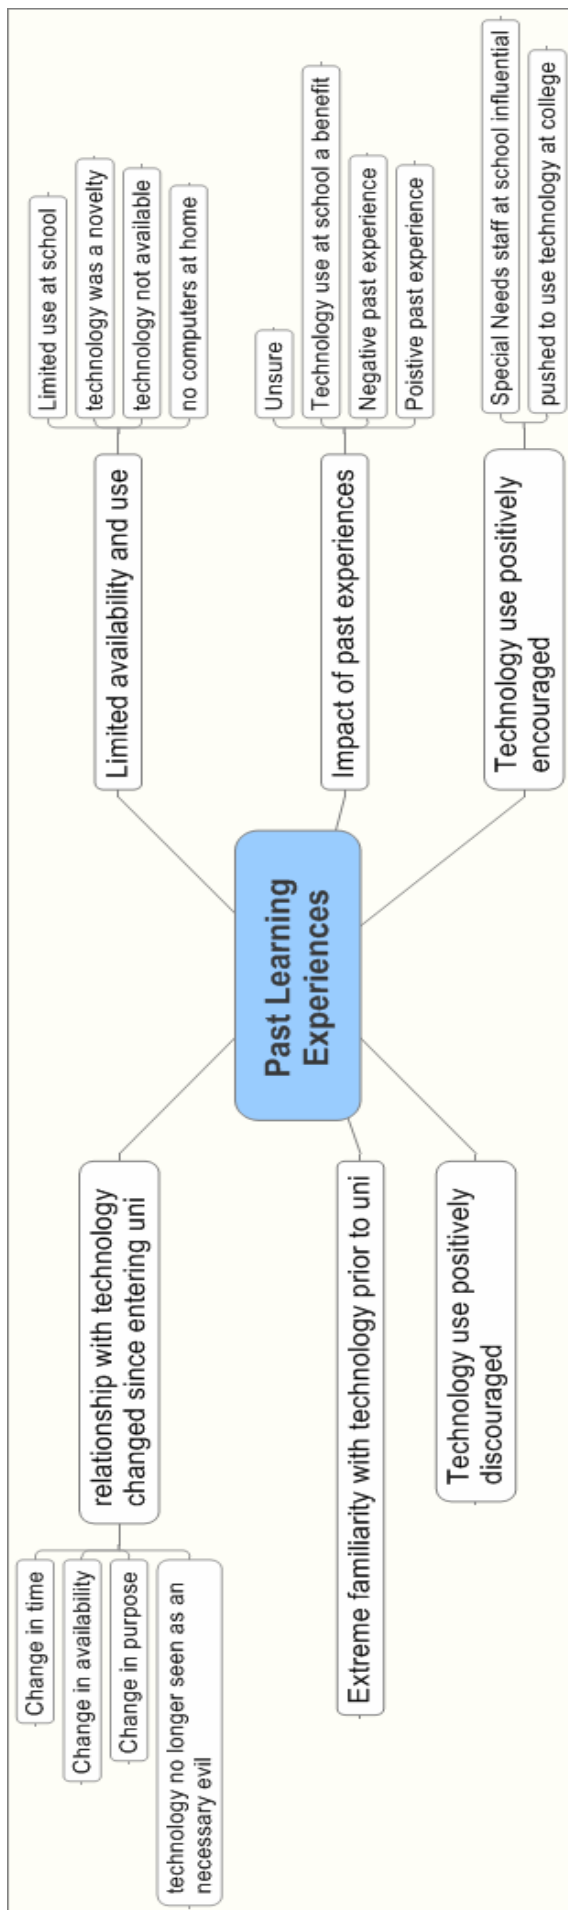 Past Learning
Experiences
relationship with technology
changed since entering uni
Change in time
Change in availability
Change in purpose
technology no longer seen as an
necessary evil
Extreme familiarity with technology prior to uni
Technology use positively
discouraged
Limited availability and use
Limited use at school
technology was a novelty
technology not available
no computers at home
Impact of past experiences
Unsure
Technology use at school a benefit
Negative past experience
Poistive past experience
Technology use positively
encouraged
Special Needs staff at school influential
pushed to use technology at college